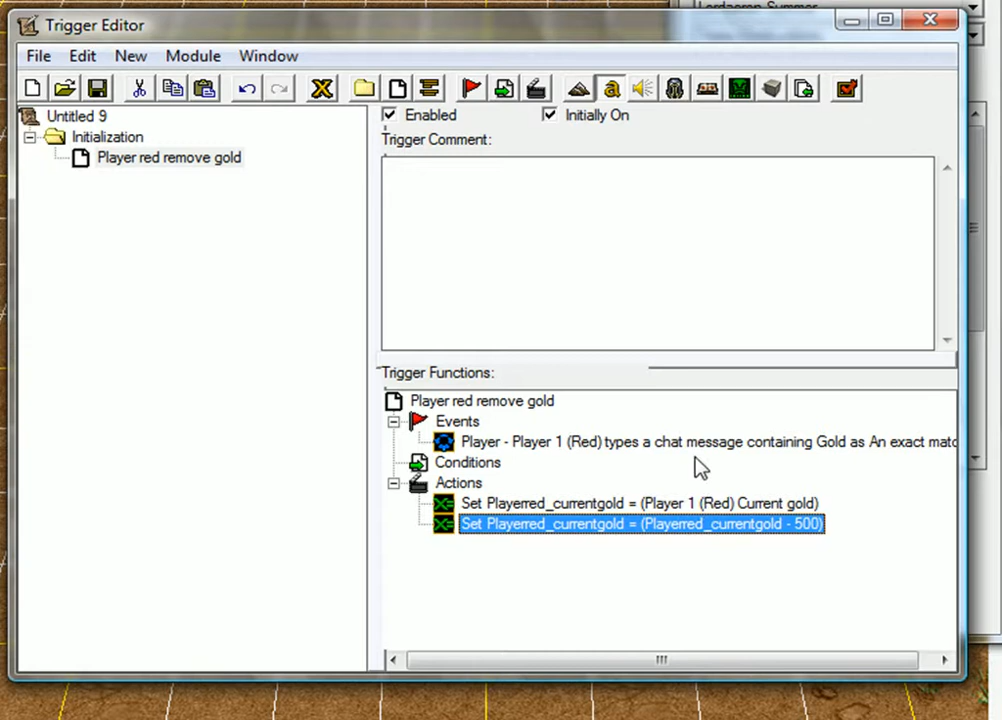 Trigger Editor
File Edit New Module Window
Untitled 9
Initialization
Player red remove gold
Enabled Initially On
Trigger Comment:
Trigger Functions:
Player red remove gold
Events
Player - Player 1 (Red) types a chat message containing Gold as An exact matc
Conditions
Actions
Set Playerred_currentgold = (Player 1 (Red) Current gold)
Set Playerred_currentgold = (Playerred_currentgold - 500)